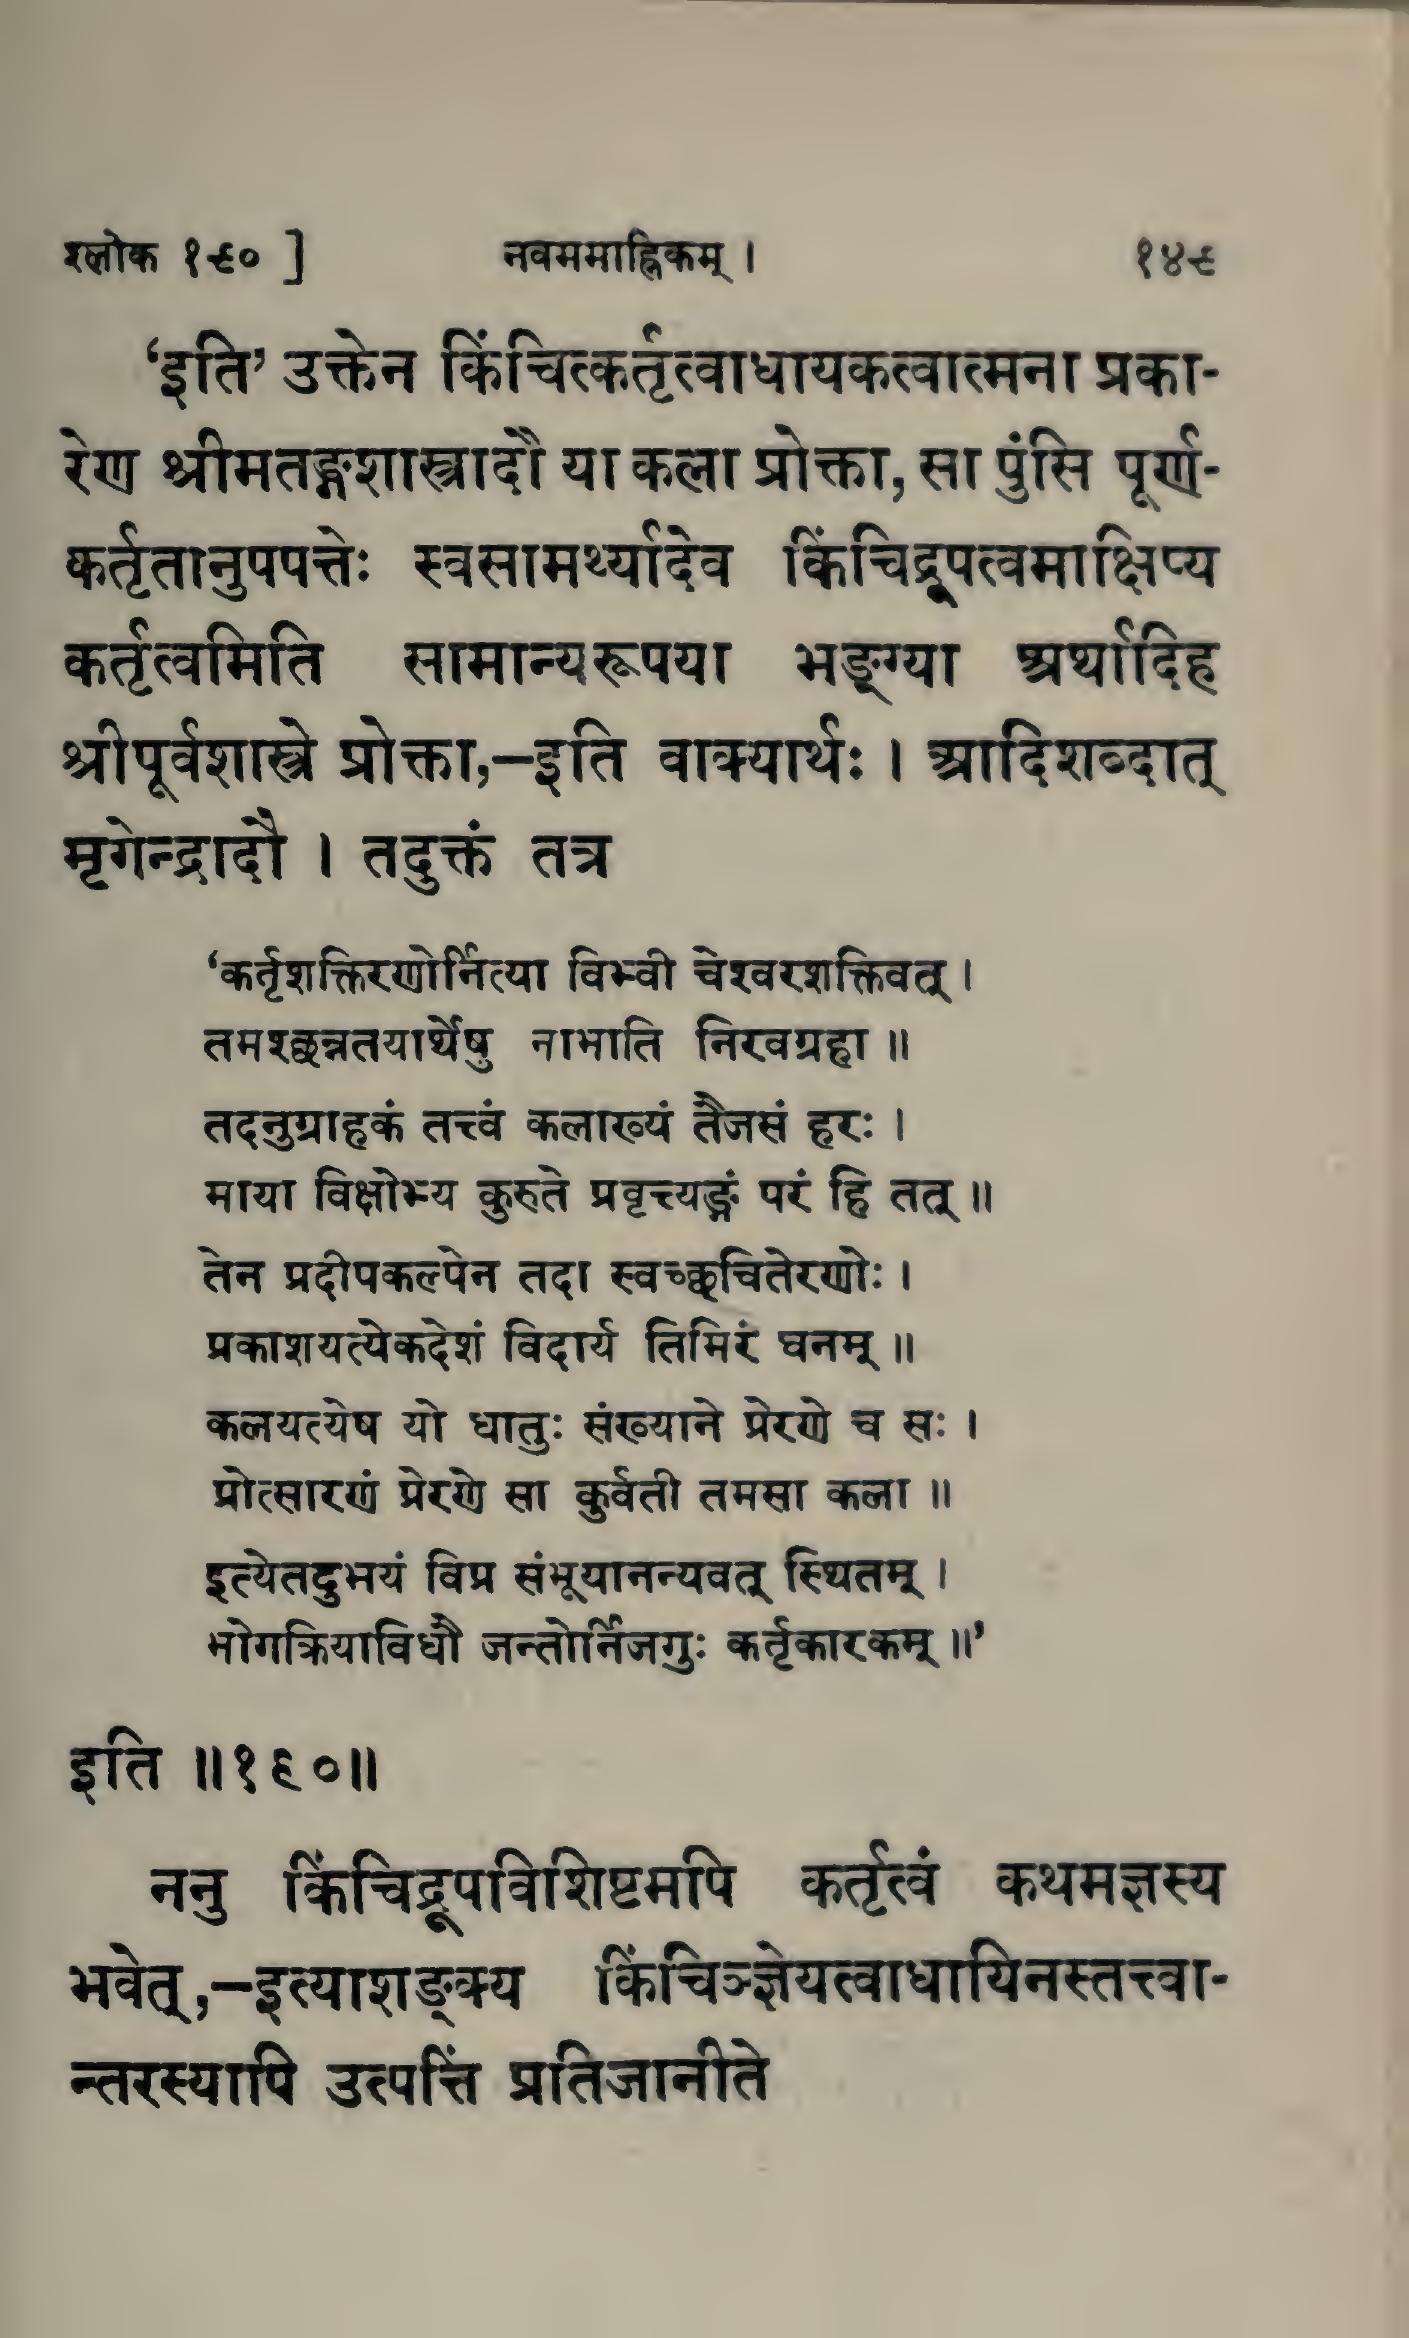 श्लोक १९० ]
नवममाह्निकम् ।
१४९
‘इति’ उक्तेन किंचित्कर्तृत्वाधायकत्वात्मना प्रका-
रेण श्रीमतङ्गशास्त्रादौ या कला प्रोक्ता, सा पुंसि पूर्ण-
कर्तृतानुपपत्तेः स्वसामर्थ्यादेव किंचिद्रूपत्वमाक्षिप्य
कर्तृत्वमिति सामान्यरूपया भङ्ग्या अर्थादिह
श्रीपूर्वशास्त्रे प्रोक्ता,—इति वाक्यार्थः । आदिशब्दात्
मृगेन्द्रादौ । तदुक्तं तत्र
‘कर्तृशक्तिरणोर्नित्या विभ्वी चेश्वरशक्तिवत् ।
तमश्छन्नतयार्थेषु नाभाति निरवग्रहा ॥
तदनुग्राहकं तत्त्वं कलाख्यं तैजसं हरः ।
माया विक्षोभ्य कुरुते प्रवृत्त्यङ्गं परं हि तत् ॥
तेन प्रदीपकल्पेन तदा स्वच्छचितेरणोः ।
प्रकाशयत्येकदेशं विदार्य तिमिरं घनम् ॥
कलयत्येष यो धातुः संख्याने प्रेरणे च सः ।
प्रोत्सारणं प्रेरणे सा कुर्वती तमसा कला ॥
इत्येतदुभयं विप्र संभूयानन्यवत् स्थितम् ।
भोगक्रियाविधौ जन्तोर्निजगुः कर्तृकारकम् ॥’
इति ॥१९०॥
ननु किंचिद्रूपविशिष्टमपि कर्तृत्वं कथमज्ञस्य
भवेत्,—इत्याशङ्क्य किंचिज्ज्ञेयत्वाधायिनस्तत्त्वा-
न्तरस्यापि उत्पत्तिं प्रतिजानीते